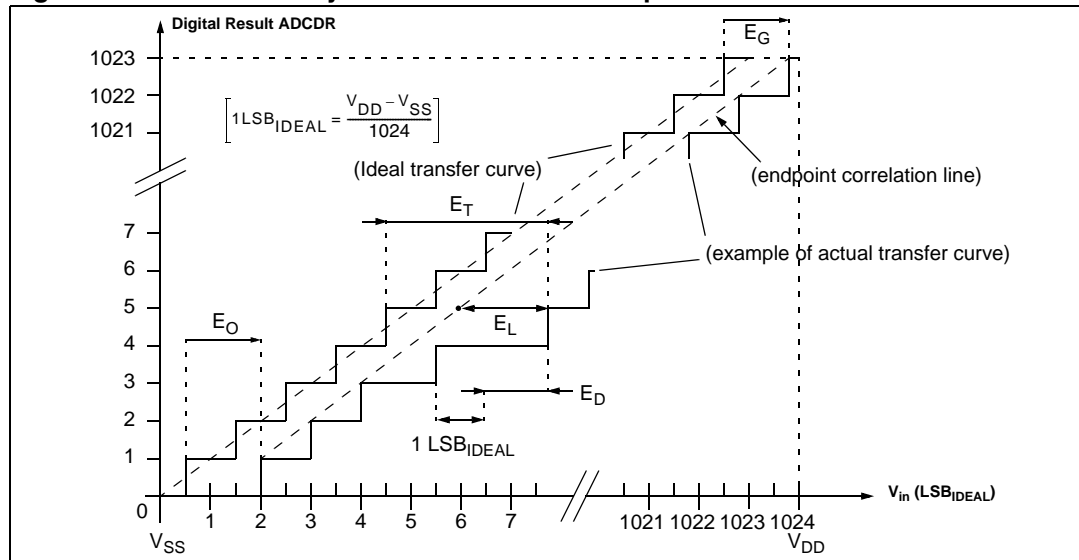 Digital Result ADCDR
E_G
1023
1022
1021
[1LSB_IDEAL = (V_DD – V_SS) / 1024]
(Ideal transfer curve)
(endpoint correlation line)
E_T
7
(example of actual transfer curve)
6
5
E_O
E_L
4
3
E_D
2
1 LSB_IDEAL
1
V_in (LSB_IDEAL)
0
1 2 3 4 5 6 7 1021 1022 1023 1024
V_SS V_DD